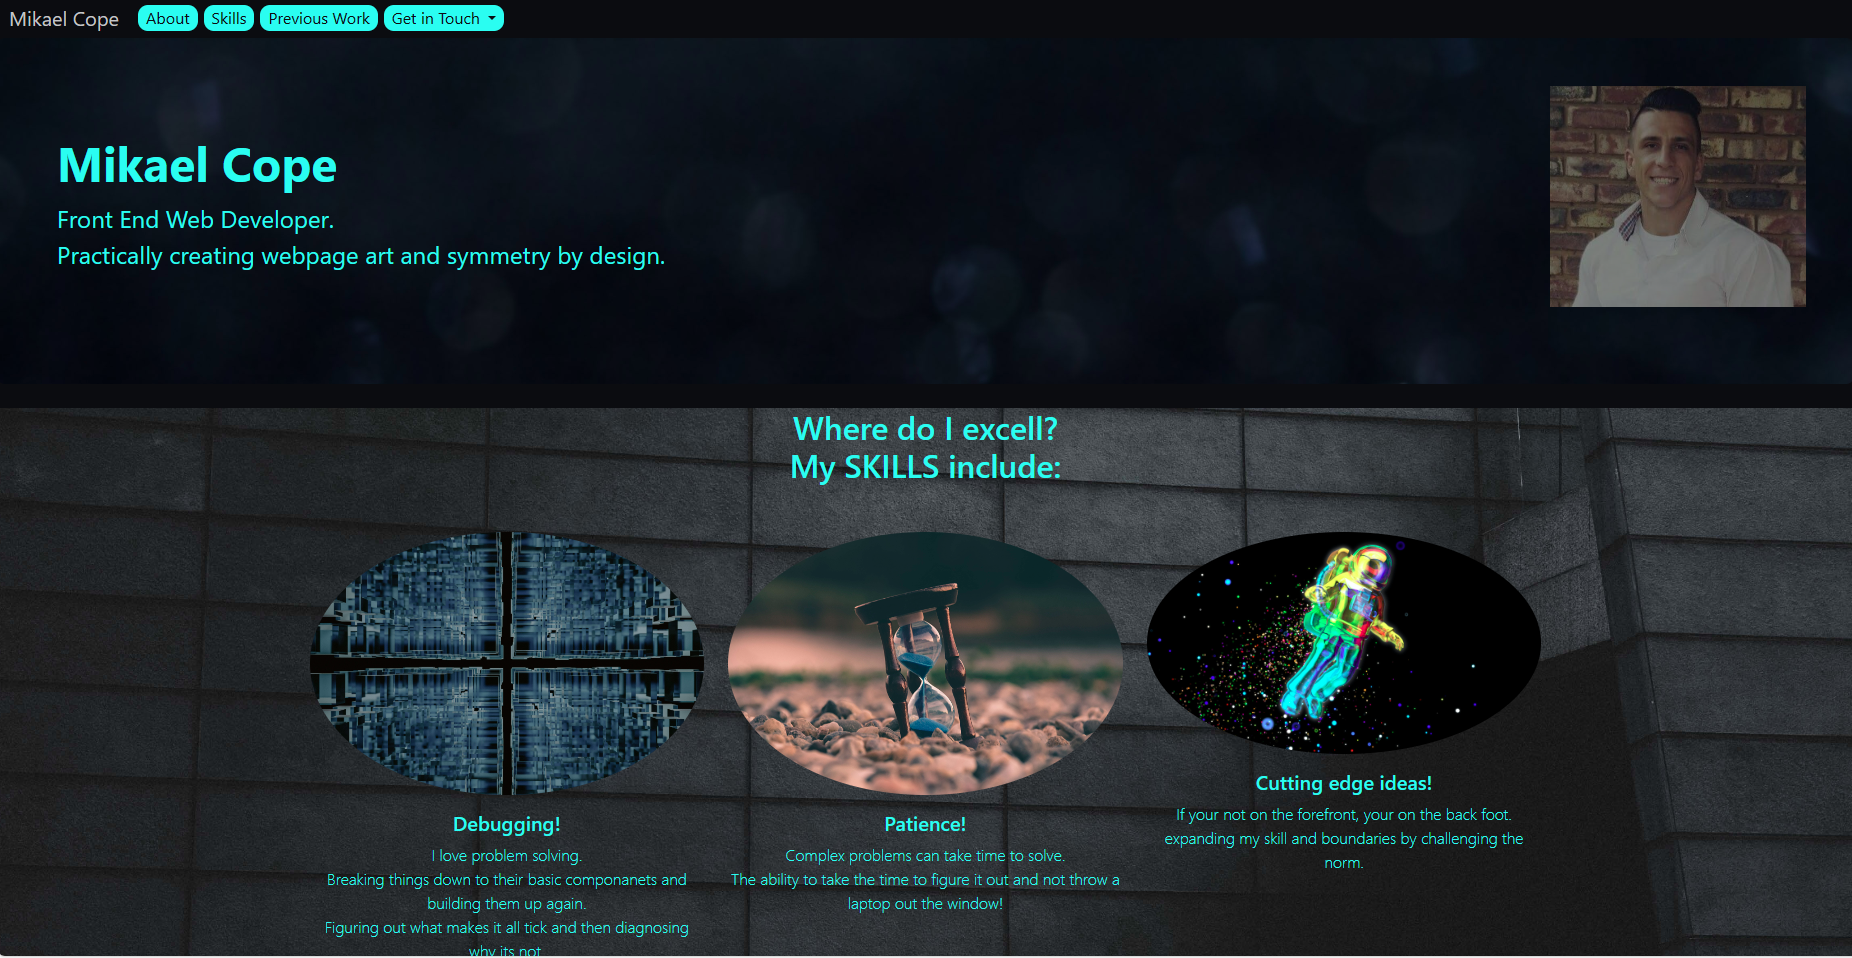 Mikael Cope
About
Skills
Previous Work
Get in Touch
Mikael Cope
Front End Web Developer.
Practically creating webpage art and symmetry by design.
Where do I excell?
My SKILLS include:
Debugging!
I love problem solving.
Breaking things down to their basic componanets and
building them up again.
Figuring out what makes it all tick and then diagnosing
why its not
Patience!
Complex problems can take time to solve.
The ability to take the time to figure it out and not throw a
laptop out the window!
Cutting edge ideas!
If your not on the forefront, your on the back foot.
expanding my skill and boundaries by challenging the
norm.